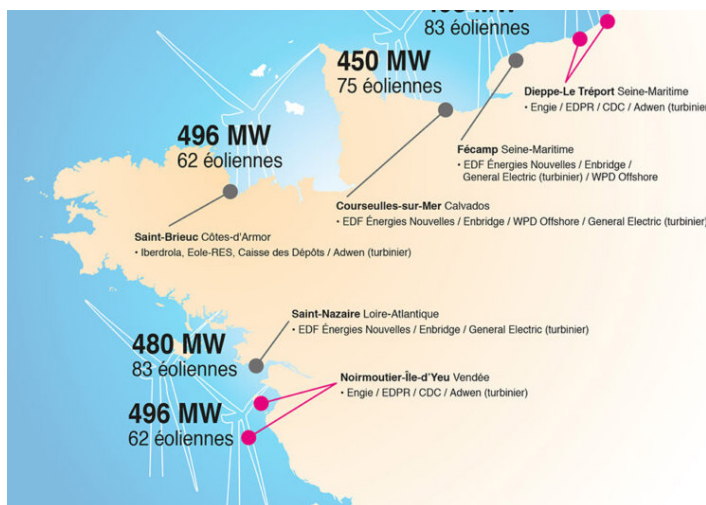 83 éoliennes
450 MW
75 éoliennes
Dieppe-Le Tréport Seine-Maritime
• Engie / EDPR / CDC / Adwen (turbinier)
496 MW
62 éoliennes
Fécamp Seine-Maritime
• EDF Énergies Nouvelles / Enbridge /
General Electric (turbinier) / WPD Offshore
Courseulles-sur-Mer Calvados
• EDF Énergies Nouvelles / Enbridge / WPD Offshore / General Electric (turbinier)
Saint-Brieuc Côtes-d'Armor
• Iberdrola, Eole-RES, Caisse des Dépôts / Adwen (turbinier)
Saint-Nazaire Loire-Atlantique
• EDF Énergies Nouvelles / Enbridge / General Electric (turbinier)
480 MW
83 éoliennes
Noirmoutier-Île-d'Yeu Vendée
• Engie / EDPR / CDC / Adwen (turbinier)
496 MW
62 éoliennes